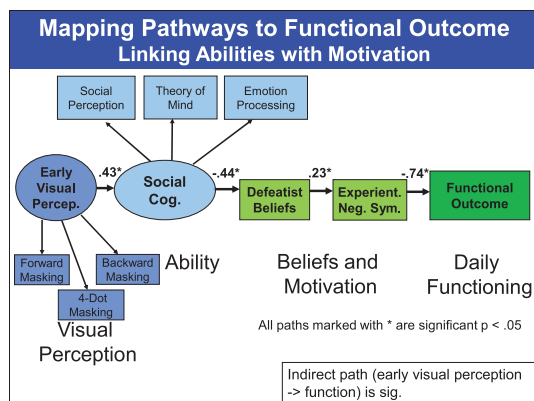 Mapping Pathways to Functional Outcome
Linking Abilities with Motivation
Social
Perception
Theory of
Mind
Emotion
Processing
Early
Visual
Percep.
.43*
Social
Cog.
-.44*
Defeatist
Beliefs
.23*
Experient.
Neg. Sym.
-.74*
Functional
Outcome
Forward
Masking
Backward
Masking
4-Dot
Masking
Ability
Visual
Perception
Beliefs and
Motivation
Daily
Functioning
All paths marked with * are significant p < .05
Indirect path (early visual perception
-> function) is sig.